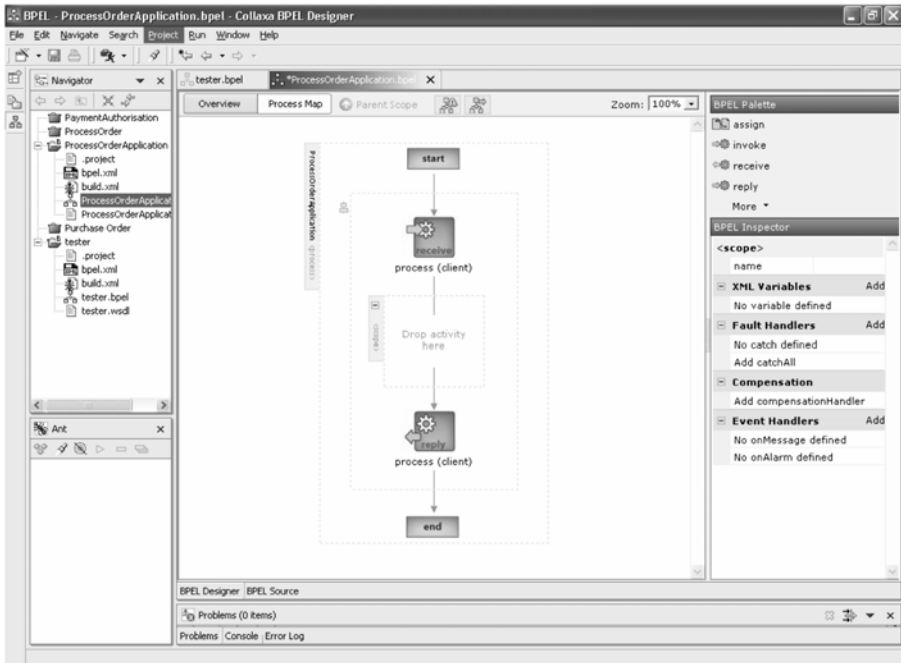 BPEL - ProcessOrderApplication.bpel - Collaxa BPEL Designer
File Edit Navigate Search Project Run Window Help
Navigator
PaymentAuthorisation
ProcessOrder
ProcessOrderApplication
.project
bpel.xml
build.xml
ProcessOrderApplicat
ProcessOrderApplicat
Purchase Order
tester
.project
bpel.xml
build.xml
tester.bpel
tester.wsdl
Ant
tester.bpel *ProcessOrderApplication.bpel
Overview Process Map Parent Scope Zoom: 100%
ProcessOrderApplication <process>
start
receive
process (client)
<scope>
Drop activity
here
reply
process (client)
end
BPEL Designer BPEL Source
BPEL Palette
assign
invoke
receive
reply
More
BPEL Inspector
<scope>
name
XML Variables Add
No variable defined
Fault Handlers Add
No catch defined
Add catchAll
Compensation
Add compensationHandler
Event Handlers Add
No onMessage defined
No onAlarm defined
Problems (0 items)
Problems Console Error Log